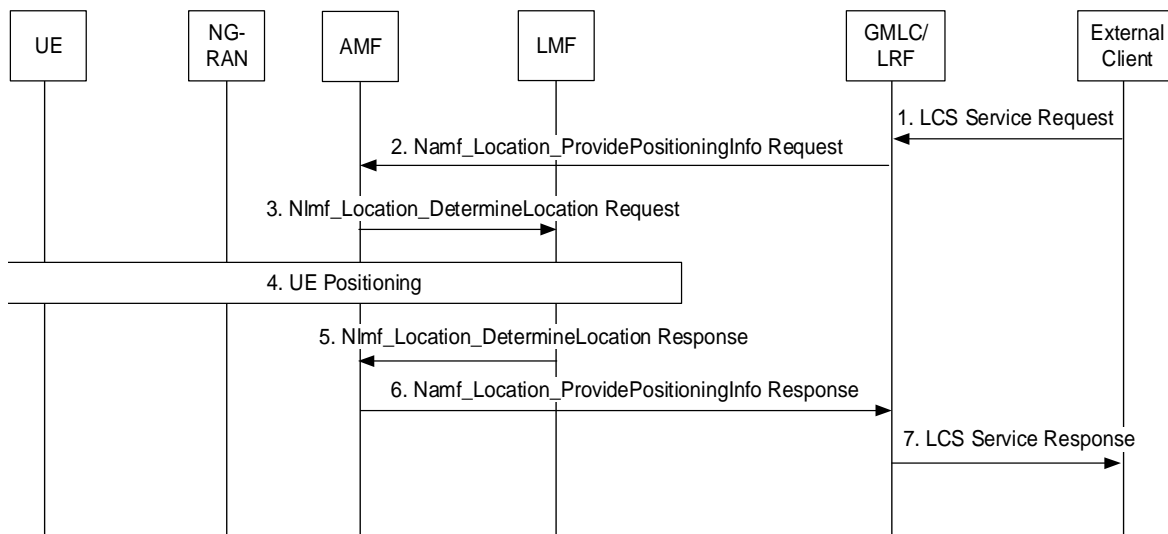 UE
NG-
RAN
AMF
LMF
GMLC/
LRF
External
Client
1. LCS Service Request
2. Namf_Location_ProvidePositioningInfo Request
3. Nlmf_Location_DetermineLocation Request
4. UE Positioning
5. Nlmf_Location_DetermineLocation Response
6. Namf_Location_ProvidePositioningInfo Response
7. LCS Service Response